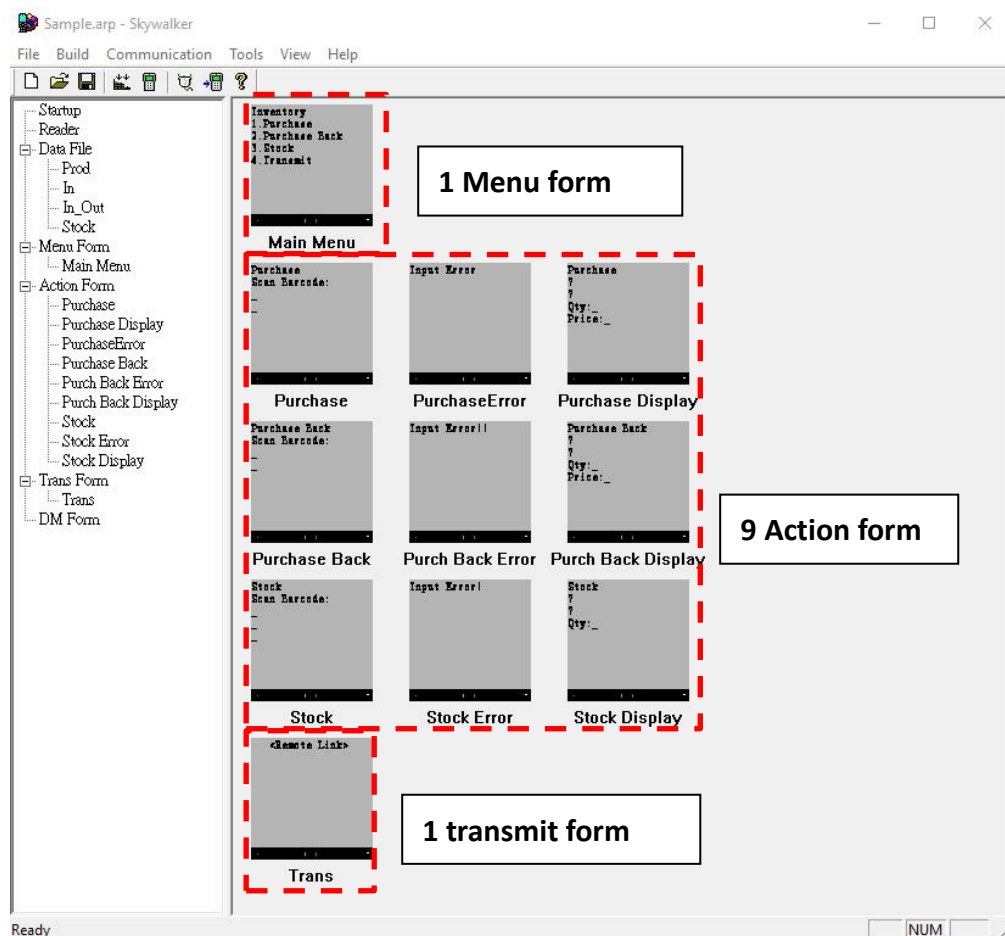 Sample.arp - Skywalker
File Build Communication Tools View Help
Startup
Reader
Data File
Prod
In
In_Out
Stock
Menu Form
Main Menu
Action Form
Purchase
Purchase Display
PurchaseError
Purchase Back
Purch Back Error
Purch Back Display
Stock
Stock Error
Stock Display
Trans Form
Trans
DM Form
Inventory
1.Purchase
2.Purchase Back
3.Stock
4.Transmit
Main Menu
1 Menu form
Purchase
Scan Barcode:
_
_
Purchase
Input Error
PurchaseError
Purchase
?
?
Qty:_
Price:_
Purchase Display
Purchase Back
Scan Barcode:
_
_
Purchase Back
Input Error!!
Purch Back Error
Purchase Back
?
?
Qty:_
Price:_
Purch Back Display
9 Action form
Stock
Scan Barcode:
_
_
_
Stock
Input Error!
Stock Error
Stock
?
?
Qty:_
Stock Display
<Remote Link>
Trans
1 transmit form
Ready
NUM